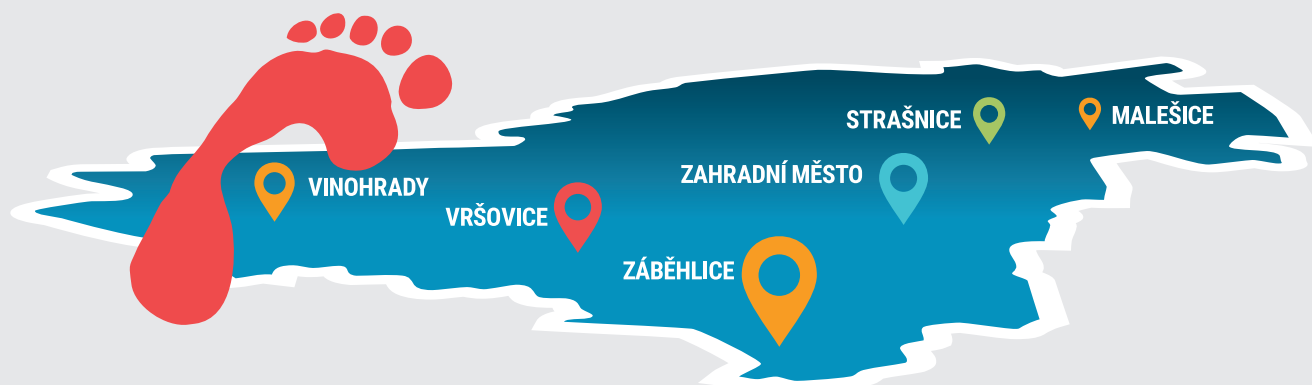 STRAŠNICE
MALEŠICE
ZAHRADNÍ MĚSTO
VINOHRADY
VRŠOVICE
ZÁBĚHLICE